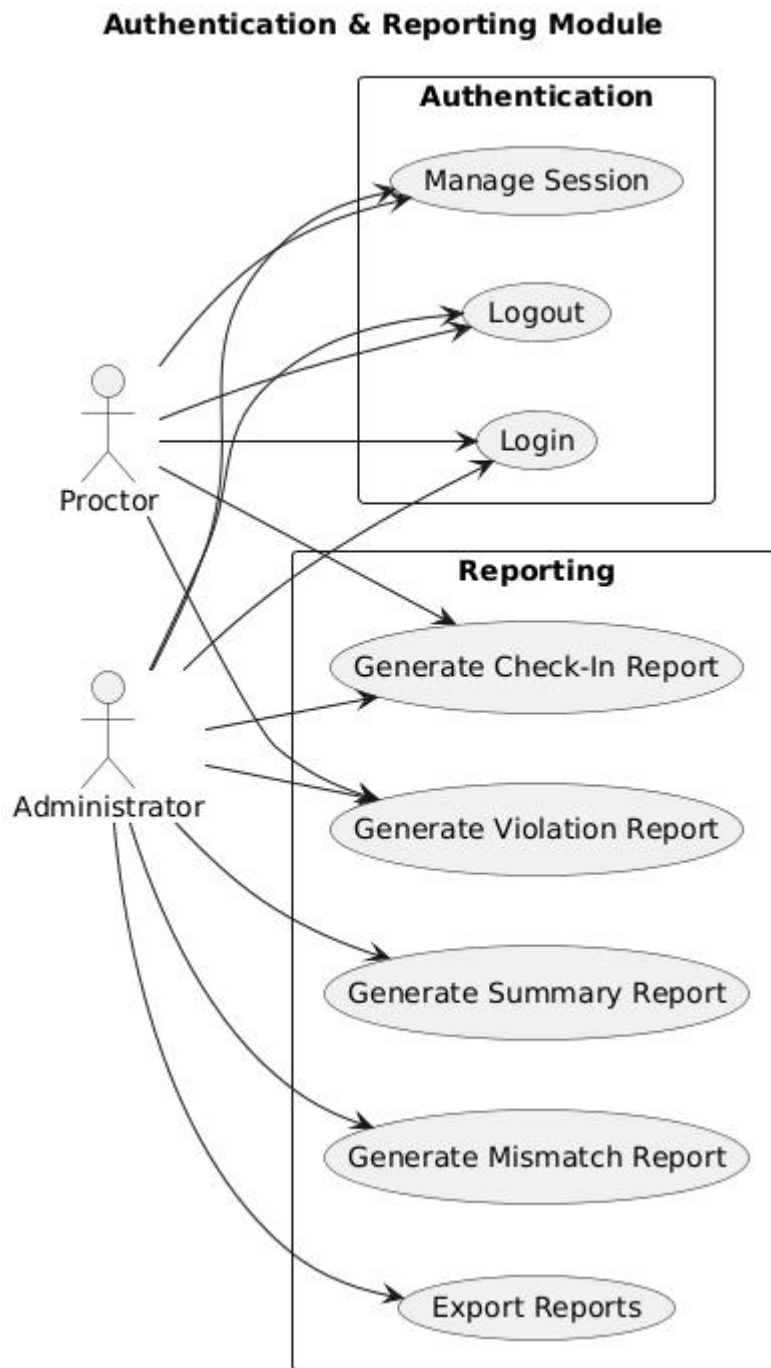 Authentication & Reporting Module
Authentication
Manage Session
Logout
Login
Proctor
Reporting
Generate Check-In Report
Administrator
Generate Violation Report
Generate Summary Report
Generate Mismatch Report
Export Reports